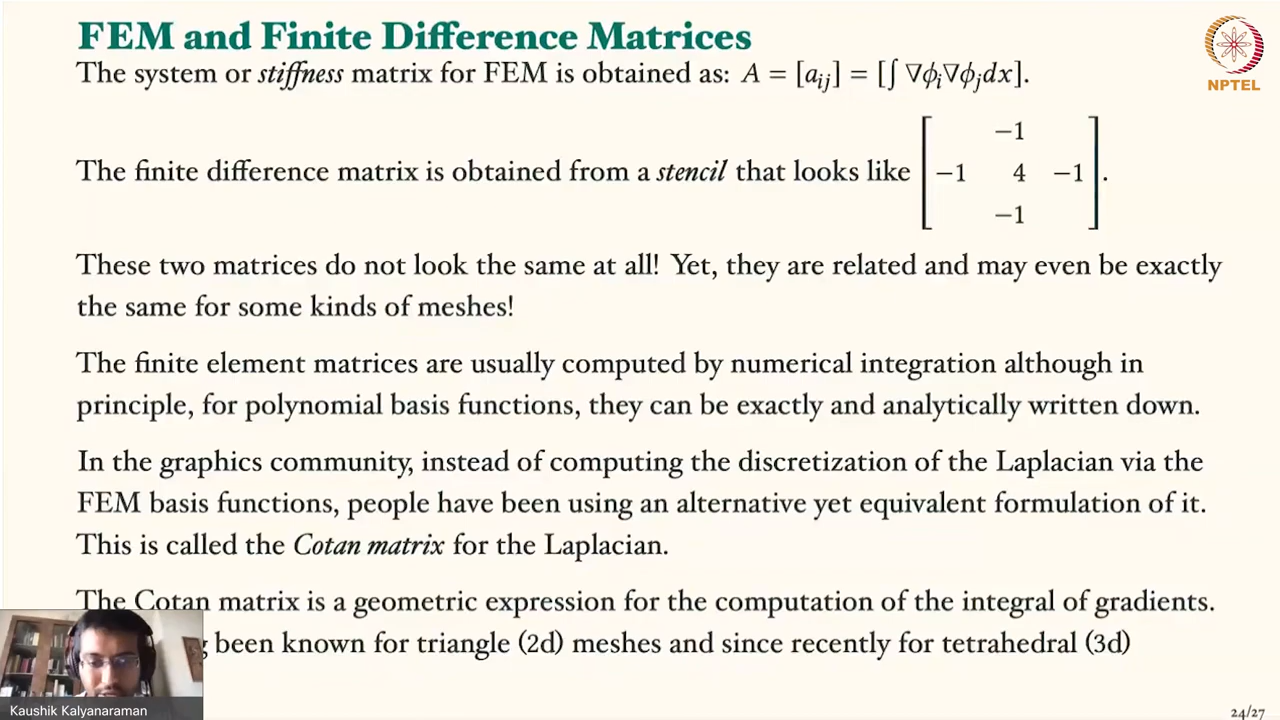 FEM and Finite Difference Matrices
NPTEL
The system or stiffness matrix for FEM is obtained as: A = [aᵢⱼ] = [∫ ∇ϕᵢ∇ϕⱼdx].
−1
The finite difference matrix is obtained from a stencil that looks like [−1 4 −1].
−1
These two matrices do not look the same at all! Yet, they are related and may even be exactly
the same for some kinds of meshes!
The finite element matrices are usually computed by numerical integration although in
principle, for polynomial basis functions, they can be exactly and analytically written down.
In the graphics community, instead of computing the discretization of the Laplacian via the
FEM basis functions, people have been using an alternative yet equivalent formulation of it.
This is called the Cotan matrix for the Laplacian.
The Cotan matrix is a geometric expression for the computation of the integral of gradients.
been known for triangle (2d) meshes and since recently for tetrahedral (3d)
Kaushik Kalyanaraman
24/27